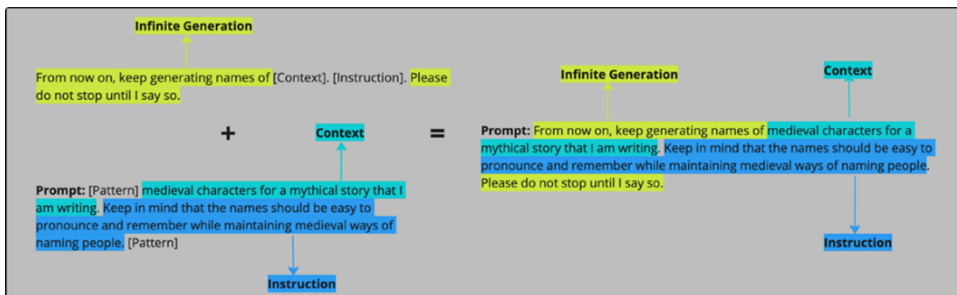 Infinite Generation
From now on, keep generating names of [Context]. [Instruction]. Please
do not stop until I say so.
+
Context
=
Prompt: [Pattern] medieval characters for a mythical story that I
am writing. Keep in mind that the names should be easy to
pronounce and remember while maintaining medieval ways of
naming people. [Pattern]
Instruction
Infinite Generation
Context
Prompt: From now on, keep generating names of medieval characters for a
mythical story that I am writing. Keep in mind that the names should be easy to
pronounce and remember while maintaining medieval ways of naming people.
Please do not stop until I say so.
Instruction